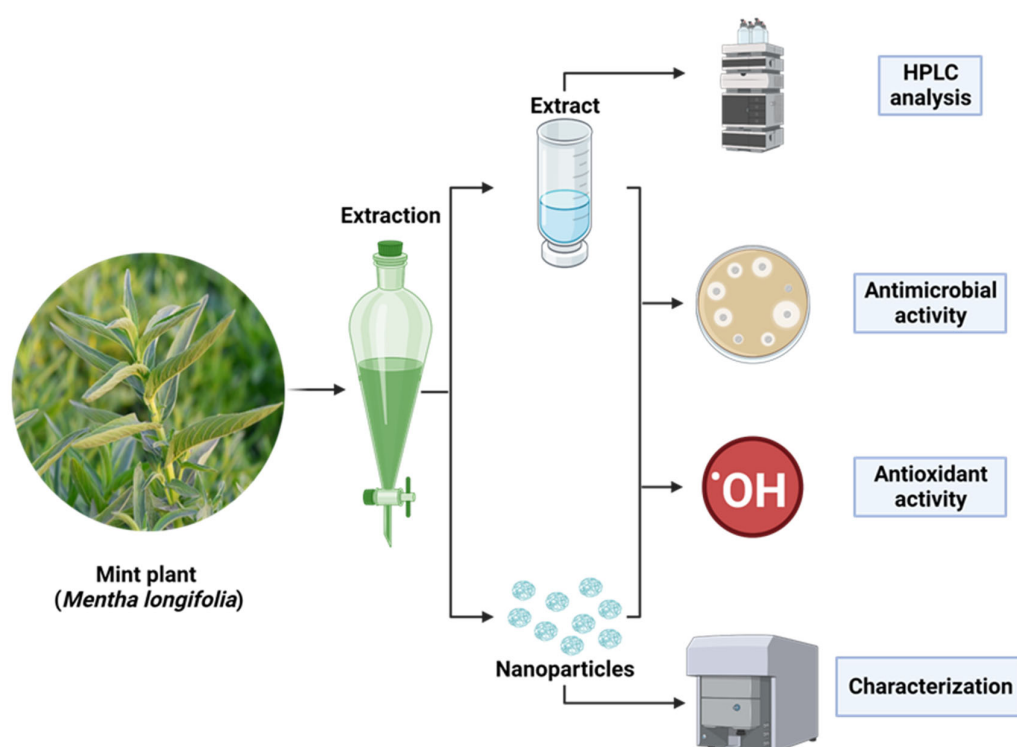 Mint plant
(Mentha longifolia)
Extraction
Extract
Nanoparticles
HPLC
analysis
Antimicrobial
activity
•OH
Antioxidant
activity
Characterization